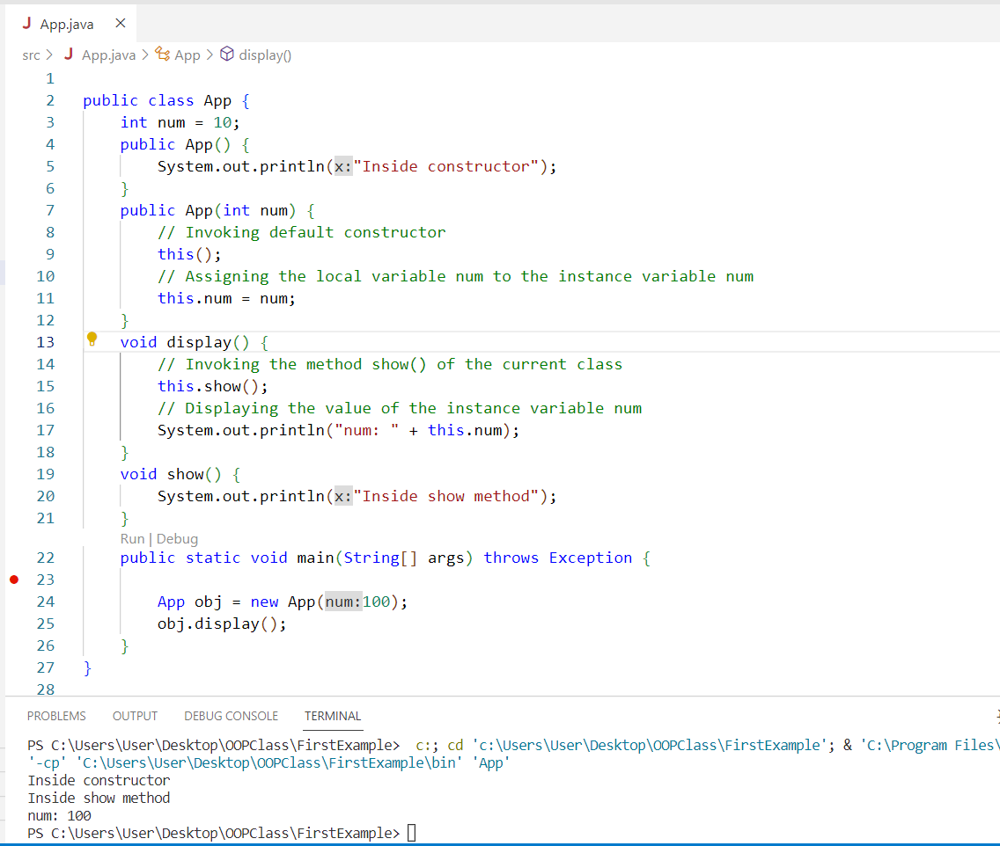 J App.java ×
src > J App.java > App > display()
1
2 public class App {
3 int num = 10;
4 public App() {
5 System.out.println(x:"Inside constructor");
6 }
7 public App(int num) {
8 // Invoking default constructor
9 this();
10 // Assigning the local variable num to the instance variable num
11 this.num = num;
12 }
13 void display() {
14 // Invoking the method show() of the current class
15 this.show();
16 // Displaying the value of the instance variable num
17 System.out.println("num: " + this.num);
18 }
19 void show() {
20 System.out.println(x:"Inside show method");
21 }
Run | Debug
22 public static void main(String[] args) throws Exception {
23
24 App obj = new App(num:100);
25 obj.display();
26 }
27 }
28
PROBLEMS OUTPUT DEBUG CONSOLE TERMINAL
PS C:\Users\User\Desktop\OOPClass\FirstExample> c:; cd 'c:\Users\User\Desktop\OOPClass\FirstExample'; & 'C:\Program Files\
'-cp' 'C:\Users\User\Desktop\OOPClass\FirstExample\bin' 'App'
Inside constructor
Inside show method
num: 100
PS C:\Users\User\Desktop\OOPClass\FirstExample>